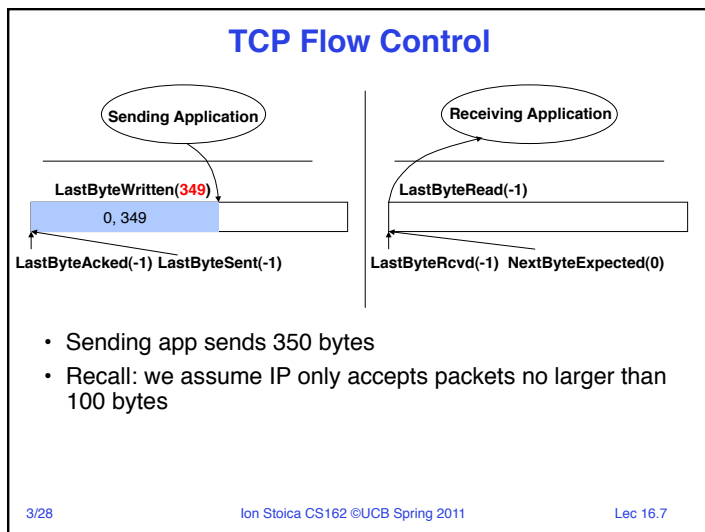 TCP Flow Control
Sending Application
Receiving Application
LastByteWritten(349)
LastByteRead(-1)
0, 349
LastByteAcked(-1) LastByteSent(-1)
LastByteRcvd(-1) NextByteExpected(0)
• Sending app sends 350 bytes
• Recall: we assume IP only accepts packets no larger than
100 bytes
3/28
Ion Stoica CS162 ©UCB Spring 2011
Lec 16.7